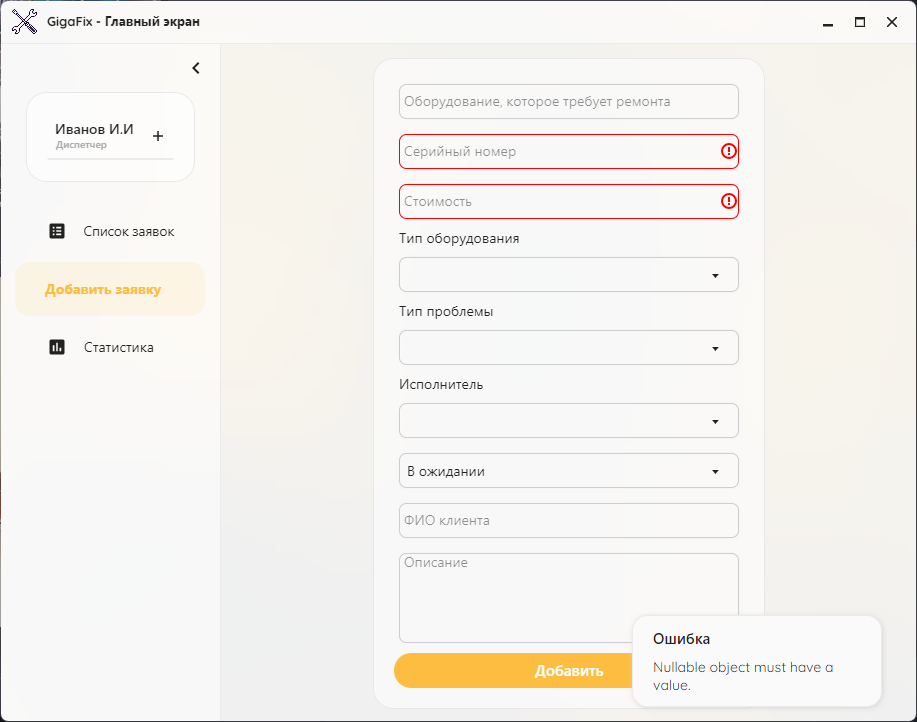 GigaFix - Главный экран
Иванов И.И
Диспетчер
Список заявок
Добавить заявку
Статистика
Оборудование, которое требует ремонта
Серийный номер
Стоимость
Тип оборудования
Тип проблемы
Исполнитель
В ожидании
ФИО клиента
Описание
Добавить
Ошибка
Nullable object must have a
value.